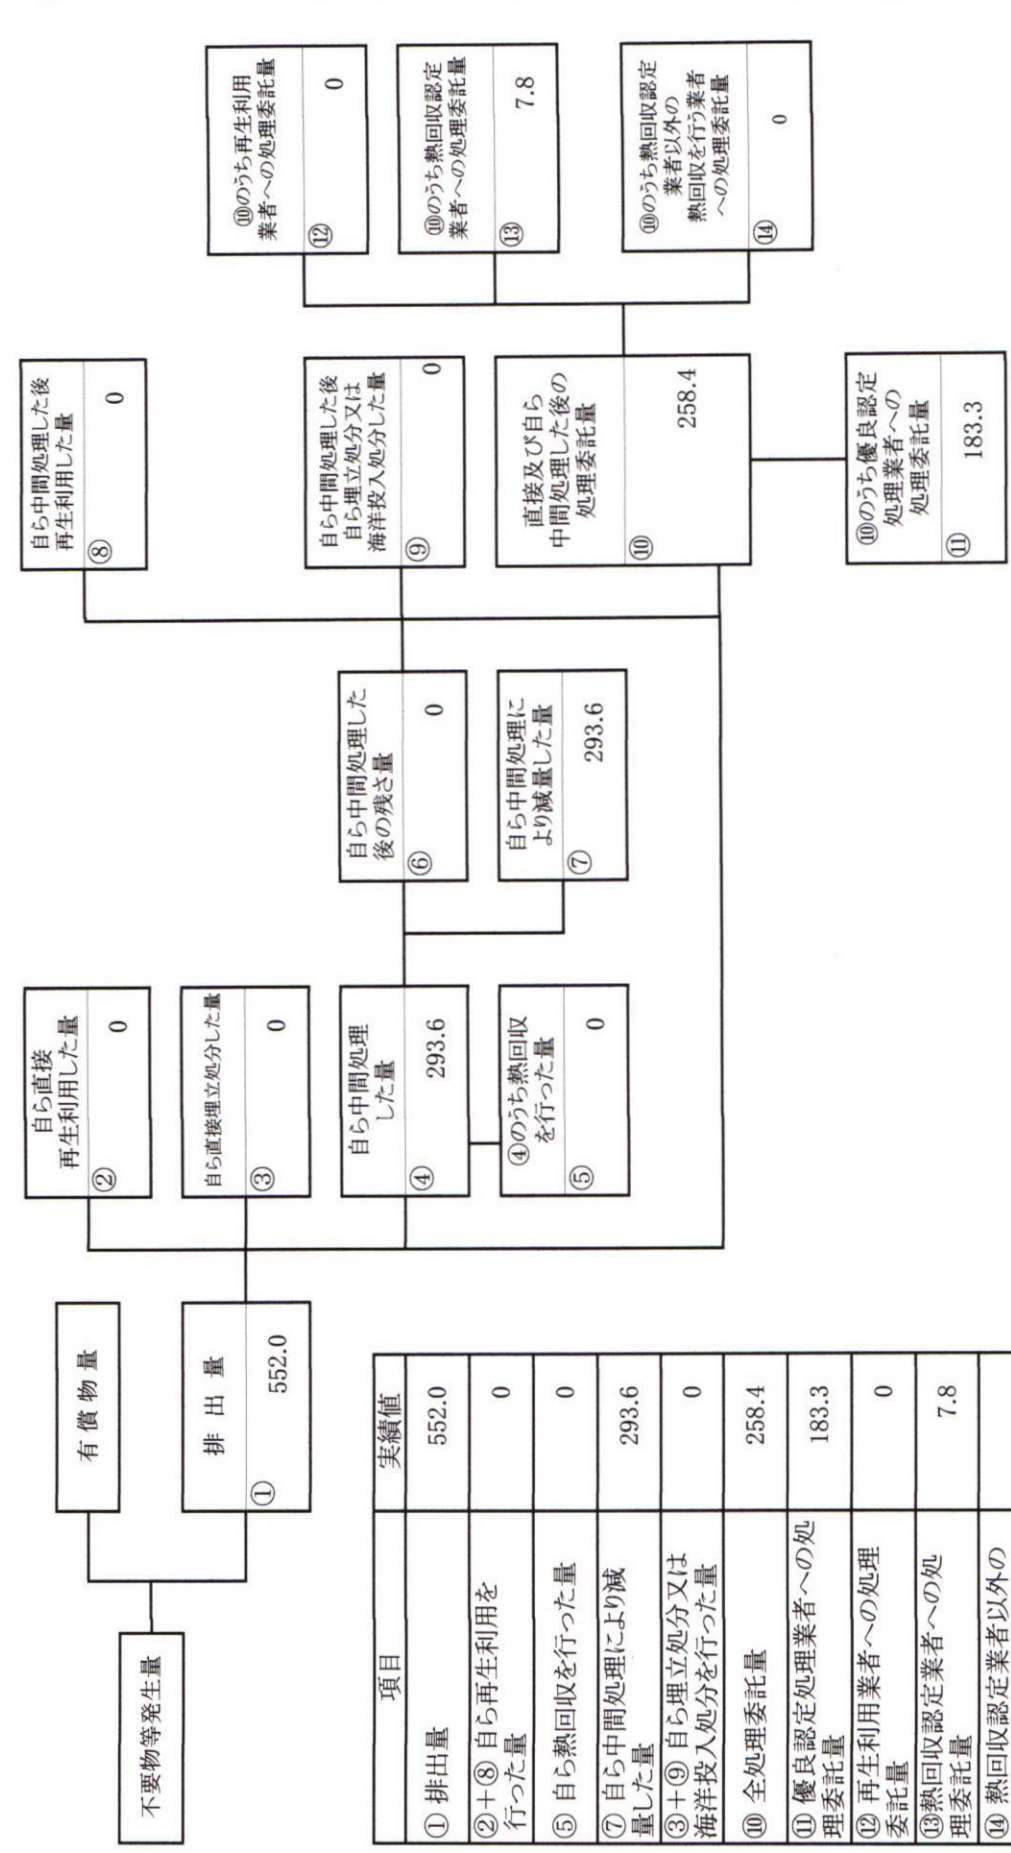 不要物等発生量
有 償 物 量
排 出 量
①
552.0
自ら直接
再生利用した量
②
0
自ら直接埋立処分した量
③
0
自ら中間処理
した量
④
293.6
④のうち熱回収
を行った量
⑤
0
自ら中間処理した
後の残さ量
⑥
0
自ら中間処理に
より減量した量
⑦
293.6
自ら中間処理した後
再生利用した量
⑧
0
自ら中間処理した後
自ら埋立処分又は
海洋投入処分した量
⑨
0
直接及び自ら
中間処理した後の
処理委託量
⑩
258.4
⑩のうち優良認定
処理業者への
処理委託量
⑪
183.3
⑩のうち再生利用
業者への処理委託量
⑫
0
⑩のうち熱回収認定
業者への処理委託量
⑬
7.8
⑩のうち熱回収認定
業者以外の
熱回収を行う業者
への処理委託量
⑭
0
項目 実績値
① 排出量 552.0
②+⑧ 自ら再生利用を
行った量 0
⑤ 自ら熱回収を行った量 0
⑦ 自ら中間処理により減
量した量 293.6
③+⑨ 自ら埋立処分又は
海洋投入処分を行った量 0
⑩ 全処理委託量 258.4
⑪ 優良認定処理業者への処
理委託量 183.3
⑫ 再生利用業者への処理
委託量 0
⑬熱回収認定業者への処
理委託量 7.8
⑭ 熱回収認定業者以外の